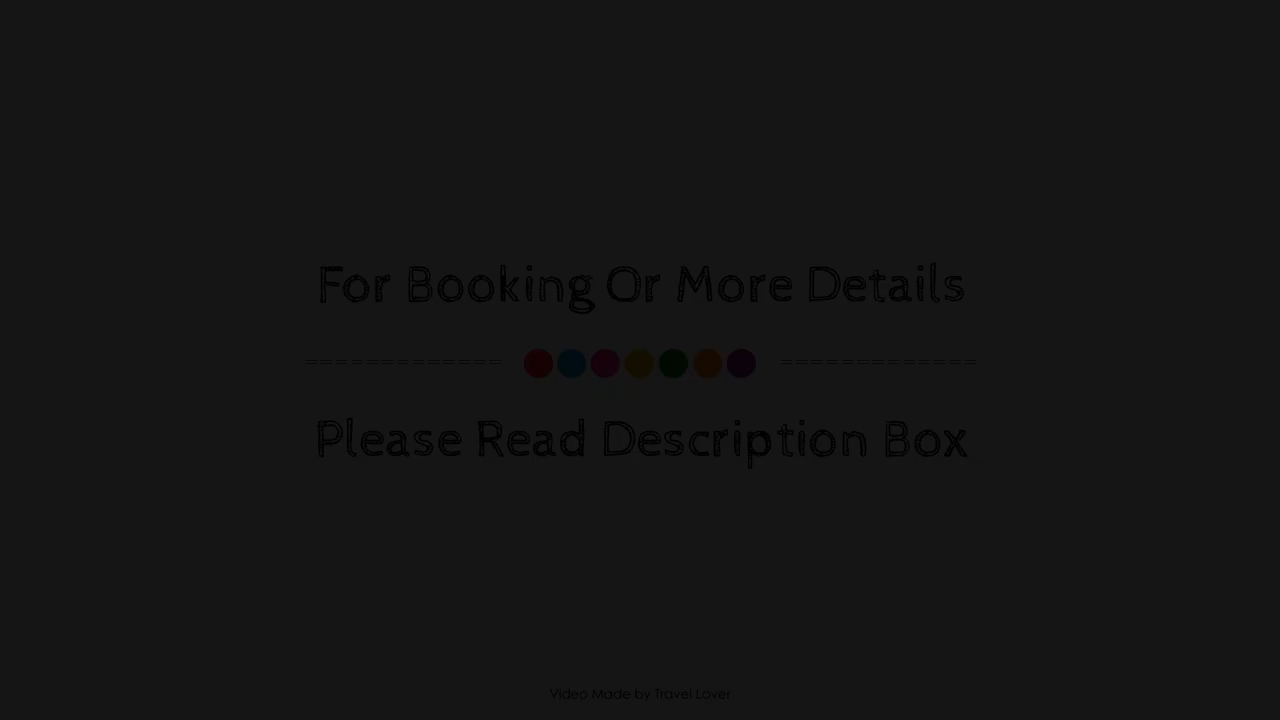 For Booking Or More Details
============= =============
Please Read Description Box
Video Made by Travel Lover